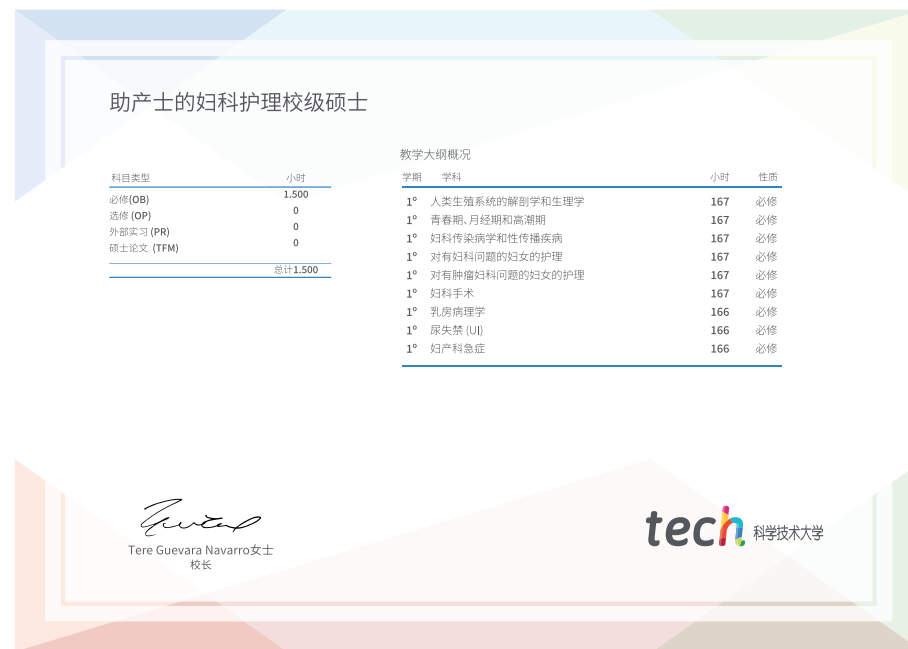 助产士的妇科护理校级硕士
科目类型 小时
必修(OB) 1.500
选修 (OP) 0
外部实习 (PR) 0
硕士论文 (TFM) 0
总计1.500
教学大纲概况
学期 学科 小时 性质
1º 人类生殖系统的解剖学和生理学 167 必修
1º 青春期、月经期和高潮期 167 必修
1º 妇科传染病学和性传播疾病 167 必修
1º 对有妇科问题的妇女的护理 167 必修
1º 对有肿瘤妇科问题的妇女的护理 167 必修
1º 妇科手术 167 必修
1º 乳房病理学 166 必修
1º 尿失禁 (UI) 166 必修
1º 妇产科急症 166 必修
Tere Guevara Navarro女士
校长
tech 科学技术大学